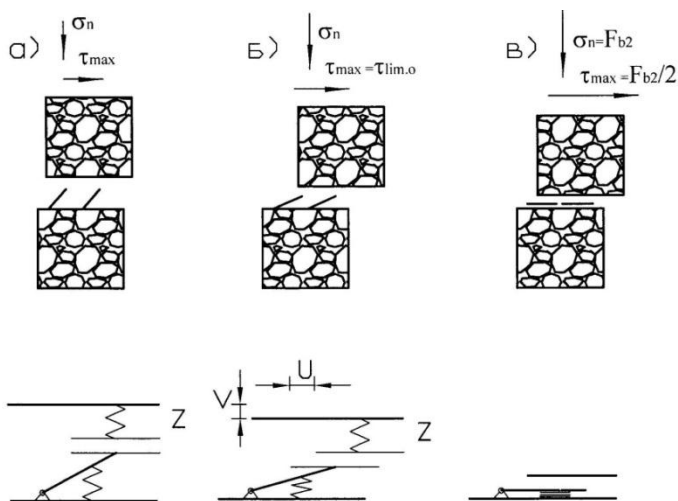 а) σn
τmax
Б) σn
τmax =τlim.o
в) σn=Fb2
τmax=Fb2/2
Z
U
V
Z